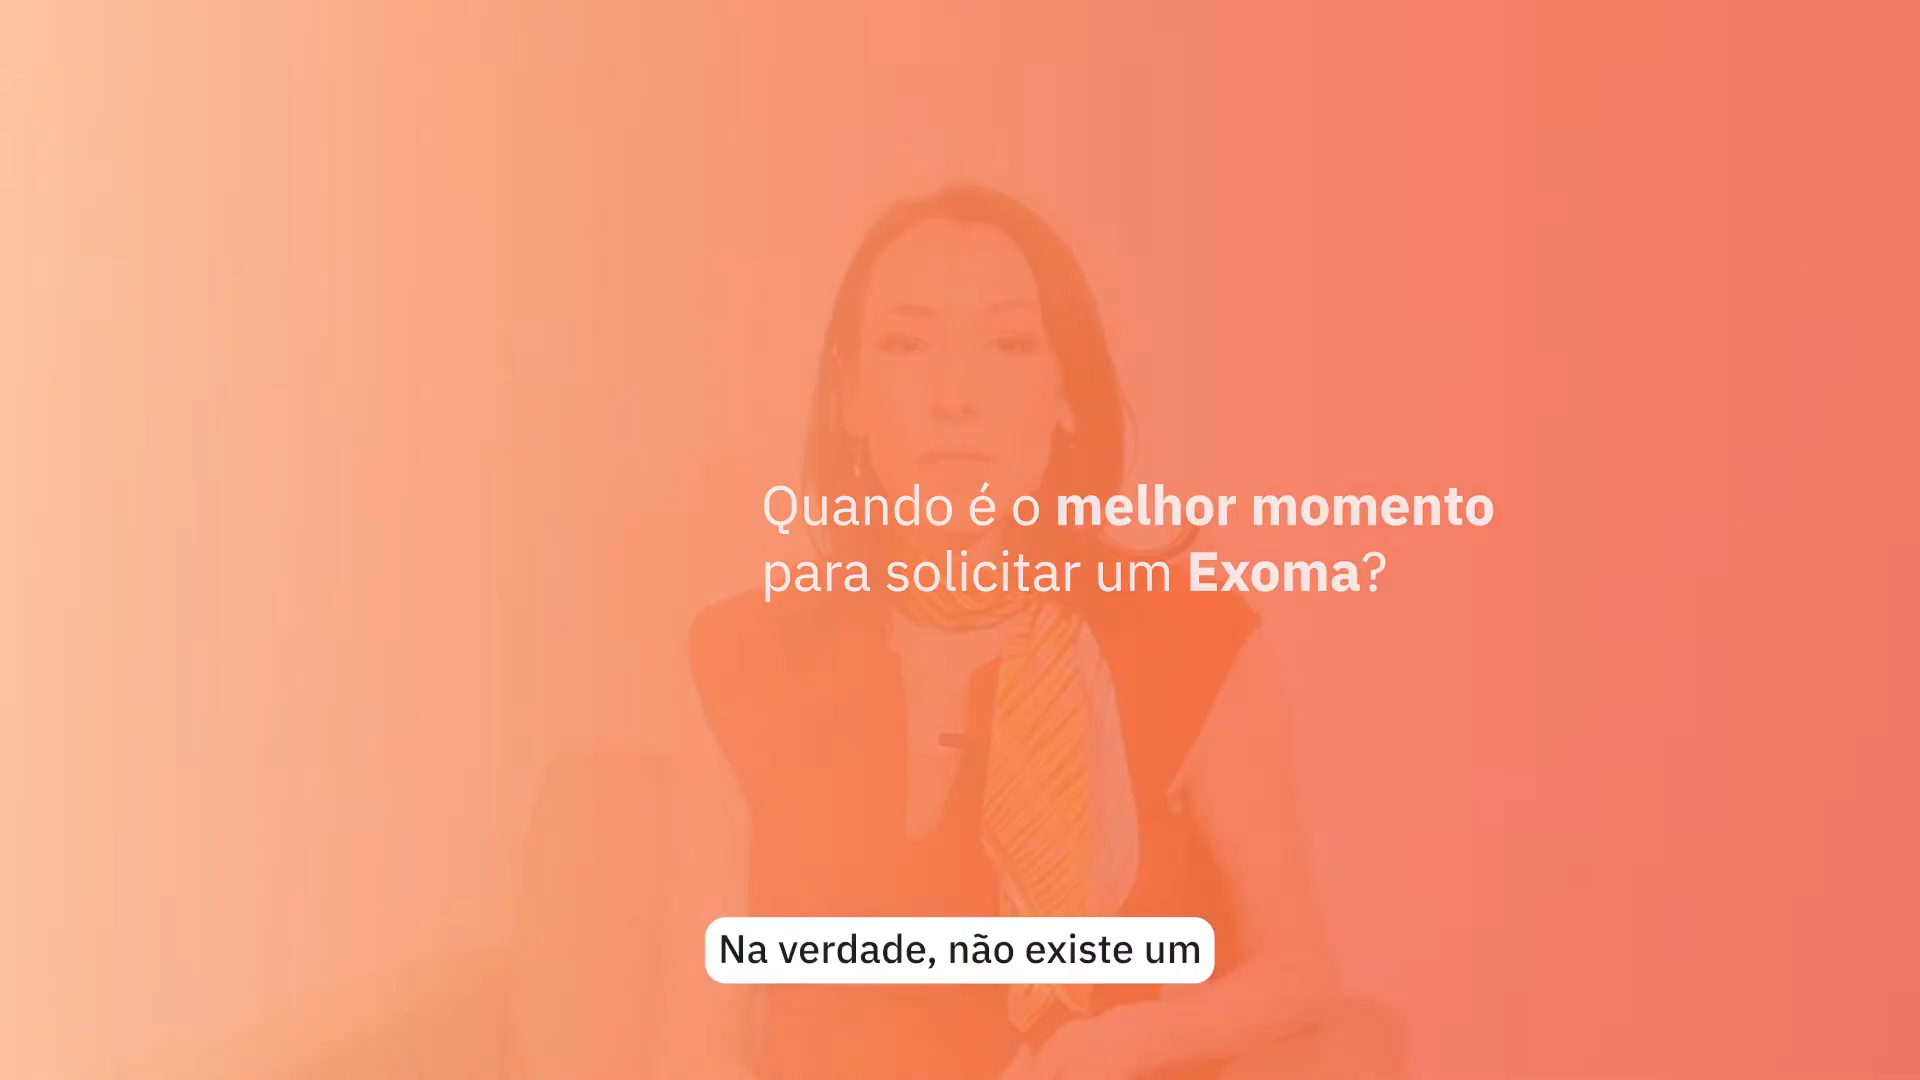 Quando é o melhor momento
para solicitar um Exoma?
Na verdade, não existe um